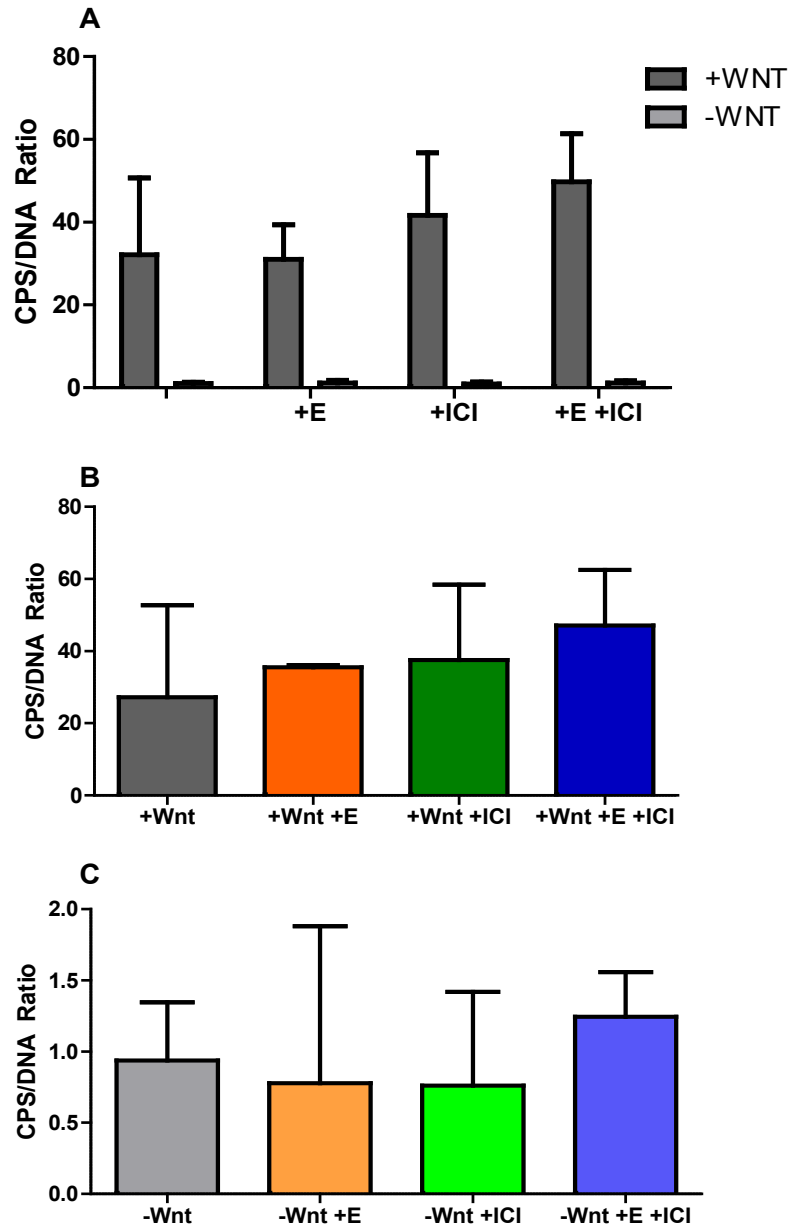 A
80
60
40
20
0
CPS/DNA Ratio
+WNT
-WNT
+E
+ICI
+E +ICI
B
80
60
40
20
0
CPS/DNA Ratio
+Wnt
+Wnt +E
+Wnt +ICI
+Wnt +E +ICI
C
2.0
1.5
1.0
0.5
0.0
CPS/DNA Ratio
-Wnt
-Wnt +E
-Wnt +ICI
-Wnt +E +ICI